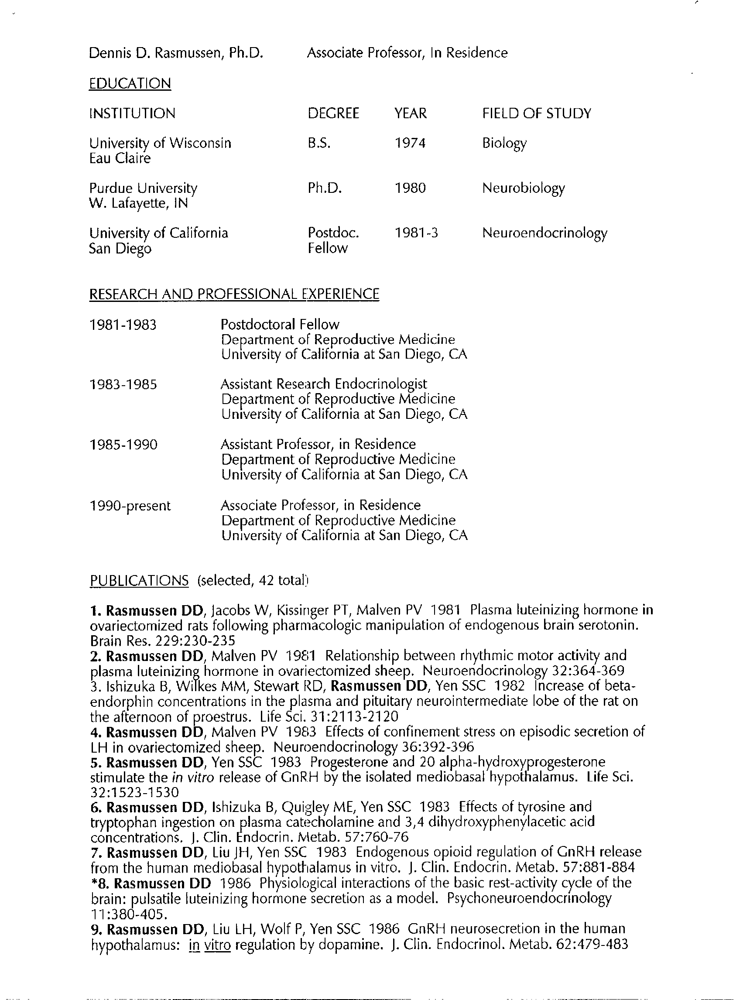 Dennis D. Rasmussen, Ph.D. Associate Professor, In Residence
EDUCATION
INSTITUTION DEGREE YEAR FIELD OF STUDY
University of Wisconsin B.S. 1974 Biology
Eau Claire
Purdue University Ph.D. 1980 Neurobiology
W. Lafayette, IN
University of California Postdoc. 1981-3 Neuroendocrinology
San Diego Fellow
RESEARCH AND PROFESSIONAL EXPERIENCE
1981-1983 Postdoctoral Fellow
Department of Reproductive Medicine
University of California at San Diego, CA
1983-1985 Assistant Research Endocrinologist
Department of Reproductive Medicine
University of California at San Diego, CA
1985-1990 Assistant Professor, in Residence
Department of Reproductive Medicine
University of California at San Diego, CA
1990-present Associate Professor, in Residence
Department of Reproductive Medicine
University of California at San Diego, CA
PUBLICATIONS (selected, 42 total)
1. Rasmussen DD, Jacobs W, Kissinger PT, Malven PV 1981 Plasma luteinizing hormone in
ovariectomized rats following pharmacologic manipulation of endogenous brain serotonin.
Brain Res. 229:230-235
2. Rasmussen DD, Malven PV 1981 Relationship between rhythmic motor activity and
plasma luteinizing hormone in ovariectomized sheep. Neuroendocrinology 32:364-369
3. Ishizuka B, Wilkes MM, Stewart RD, Rasmussen DD, Yen SSC 1982 Increase of beta-
endorphin concentrations in the plasma and pituitary neurointermediate lobe of the rat on
the afternoon of proestrus. Life Sci. 31:2113-2120
4. Rasmussen DD, Malven PV 1983 Effects of confinement stress on episodic secretion of
LH in ovariectomized sheep. Neuroendocrinology 36:392-396
5. Rasmussen DD, Yen SSC 1983 Progesterone and 20 alpha-hydroxyprogesterone
stimulate the in vitro release of GnRH by the isolated mediobasal hypothalamus. Life Sci.
32:1523-1530
6. Rasmussen DD, Ishizuka B, Quigley ME, Yen SSC 1983 Effects of tyrosine and
tryptophan ingestion on plasma catecholamine and 3,4 dihydroxyphenylacetic acid
concentrations. J. Clin. Endocrin. Metab. 57:760-76
7. Rasmussen DD, Liu JH, Yen SSC 1983 Endogenous opioid regulation of GnRH release
from the human mediobasal hypothalamus in vitro. J. Clin. Endocrin. Metab. 57:881-884
*8. Rasmussen DD 1986 Physiological interactions of the basic rest-activity cycle of the
brain: pulsatile luteinizing hormone secretion as a model. Psychoneuroendocrinology
11:380-405.
9. Rasmussen DD, Liu LH, Wolf P, Yen SSC 1986 GnRH neurosecretion in the human
hypothalamus: in vitro regulation by dopamine. J. Clin. Endocrinol. Metab. 62:479-483